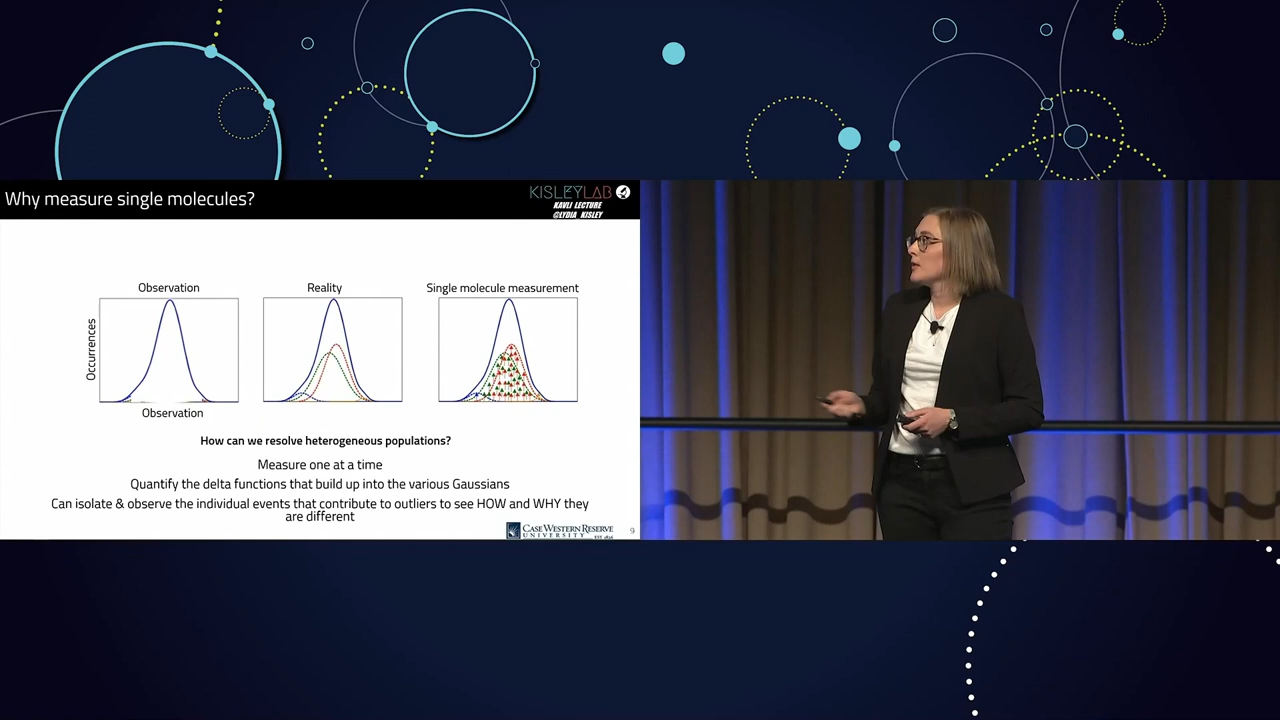 Why measure single molecules?
KISLEYLAB
KAVLI LECTURE
@LYDIA_KISLEY
Observation
Reality
Single molecule measurement
Occurrences
Observation
How can we resolve heterogeneous populations?
Measure one at a time
Quantify the delta functions that build up into the various Gaussians
Can isolate & observe the individual events that contribute to outliers to see HOW and WHY they
are different
CASE WESTERN RESERVE
UNIVERSITY EST. 1826
9